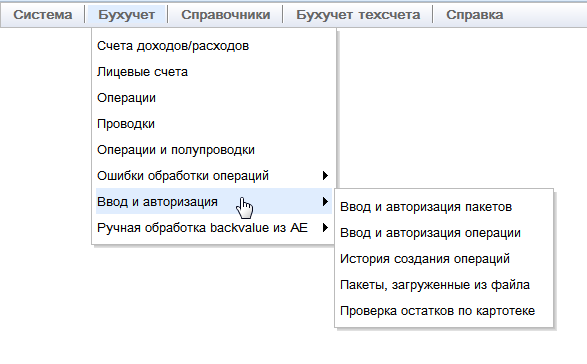 Система Бухучет Справочники Бухучет техсчета Справка
Счета доходов/расходов
Лицевые счета
Операции
Проводки
Операции и полупроводки
Ошибки обработки операций
Ввод и авторизация
Ручная обработка backvalue из AE
Ввод и авторизация пакетов
Ввод и авторизация операции
История создания операций
Пакеты, загруженные из файла
Проверка остатков по картотеке